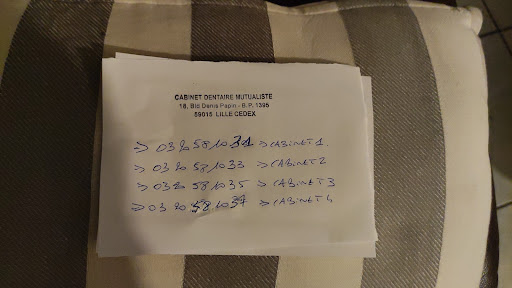 CABINET DENTAIRE MUTUALISTE
18, Bld Denis Papin - B.P. 1395
59015 LILLE CEDEX
=> 03 20 58 10 31 => CABINET 1.
=> 03 20 58 10 33 => CABINET 2
=> 03 20 58 10 35 => CABINET 3
=> 03 20 58 10 37 => CABINET 4